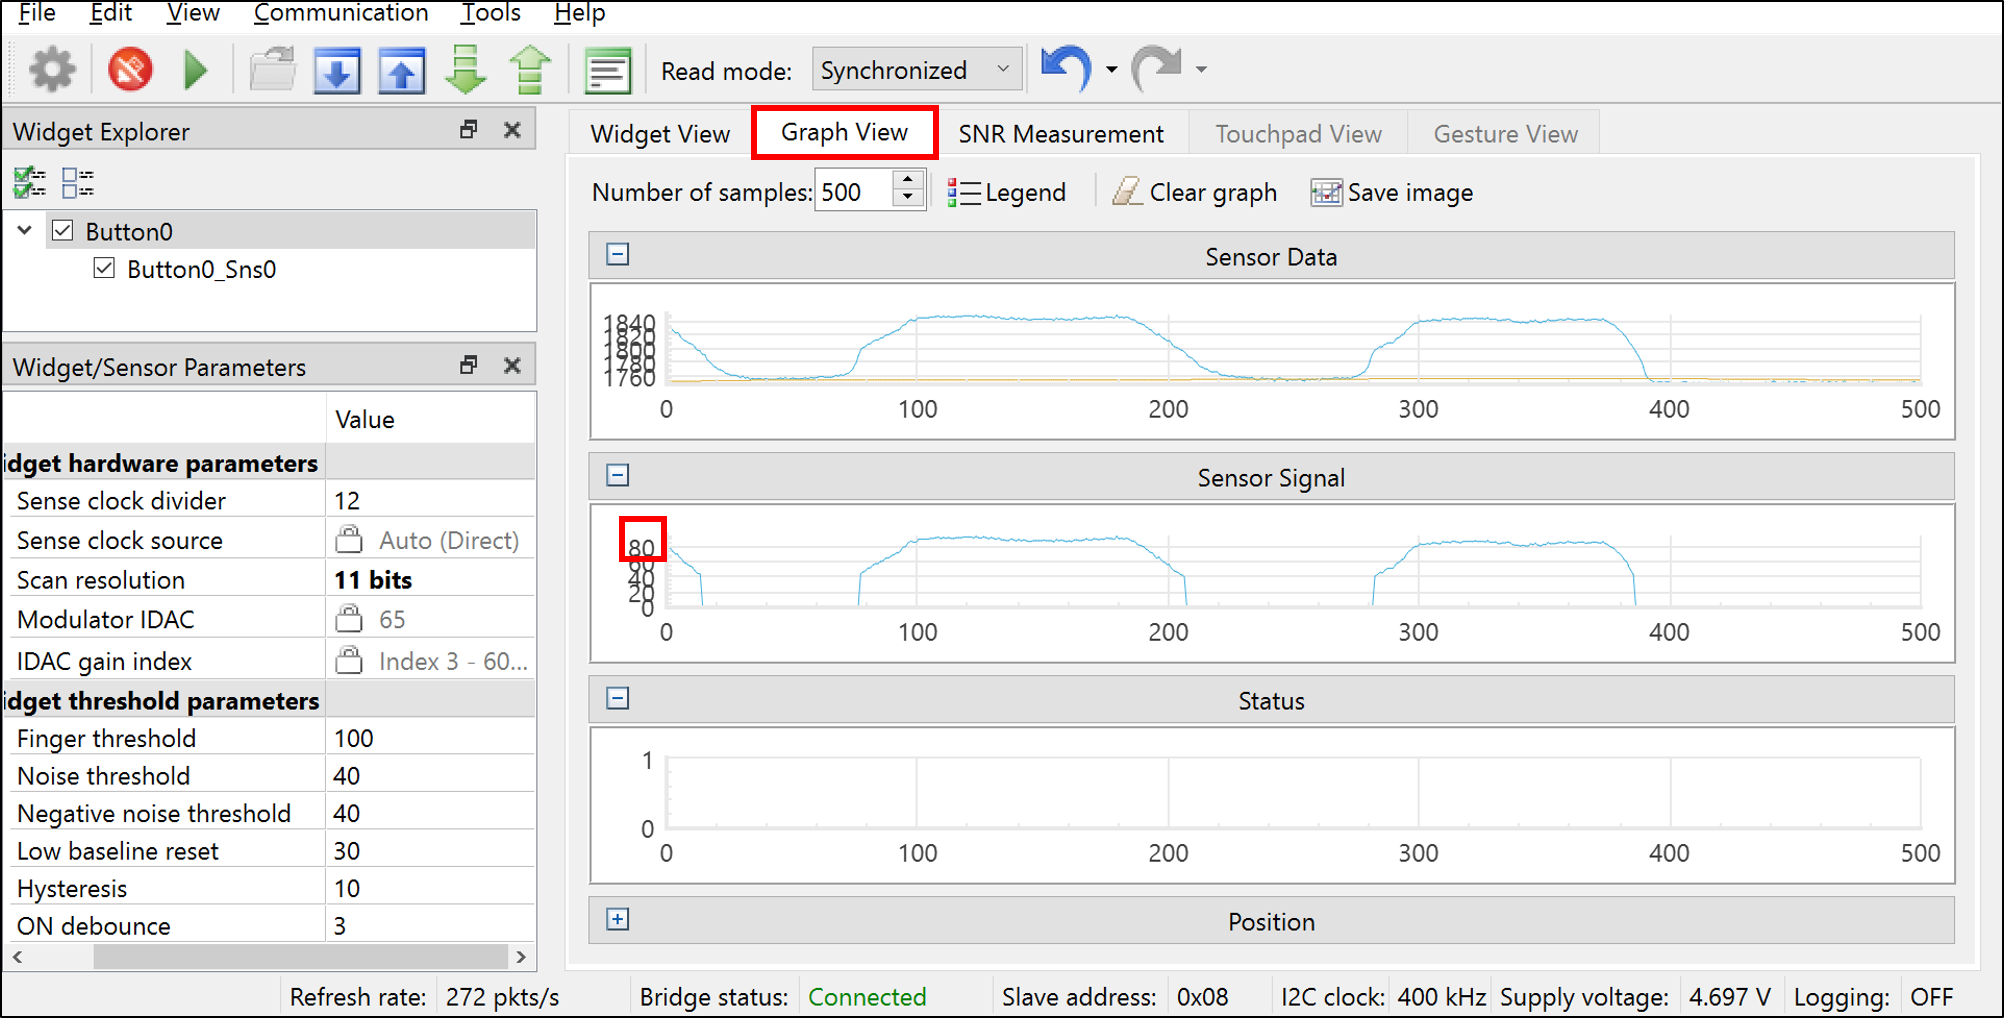 File Edit View Communication Tools Help
Read mode: Synchronized
Widget Explorer
Button0
Button0_Sns0
Widget/Sensor Parameters
Value
idget hardware parameters
Sense clock divider 12
Sense clock source Auto (Direct)
Scan resolution 11 bits
Modulator IDAC 65
IDAC gain index Index 3 - 60...
idget threshold parameters
Finger threshold 100
Noise threshold 40
Negative noise threshold 40
Low baseline reset 30
Hysteresis 10
ON debounce 3
Widget View Graph View SNR Measurement Touchpad View Gesture View
Number of samples: 500 Legend Clear graph Save image
Sensor Data
1840
1820
1800
1780
1760
0 100 200 300 400 500
Sensor Signal
80
60
40
20
0
0 100 200 300 400 500
Status
1
0
0 100 200 300 400 500
Position
Refresh rate: 272 pkts/s Bridge status: Connected Slave address: 0x08 I2C clock: 400 kHz Supply voltage: 4.697 V Logging: OFF